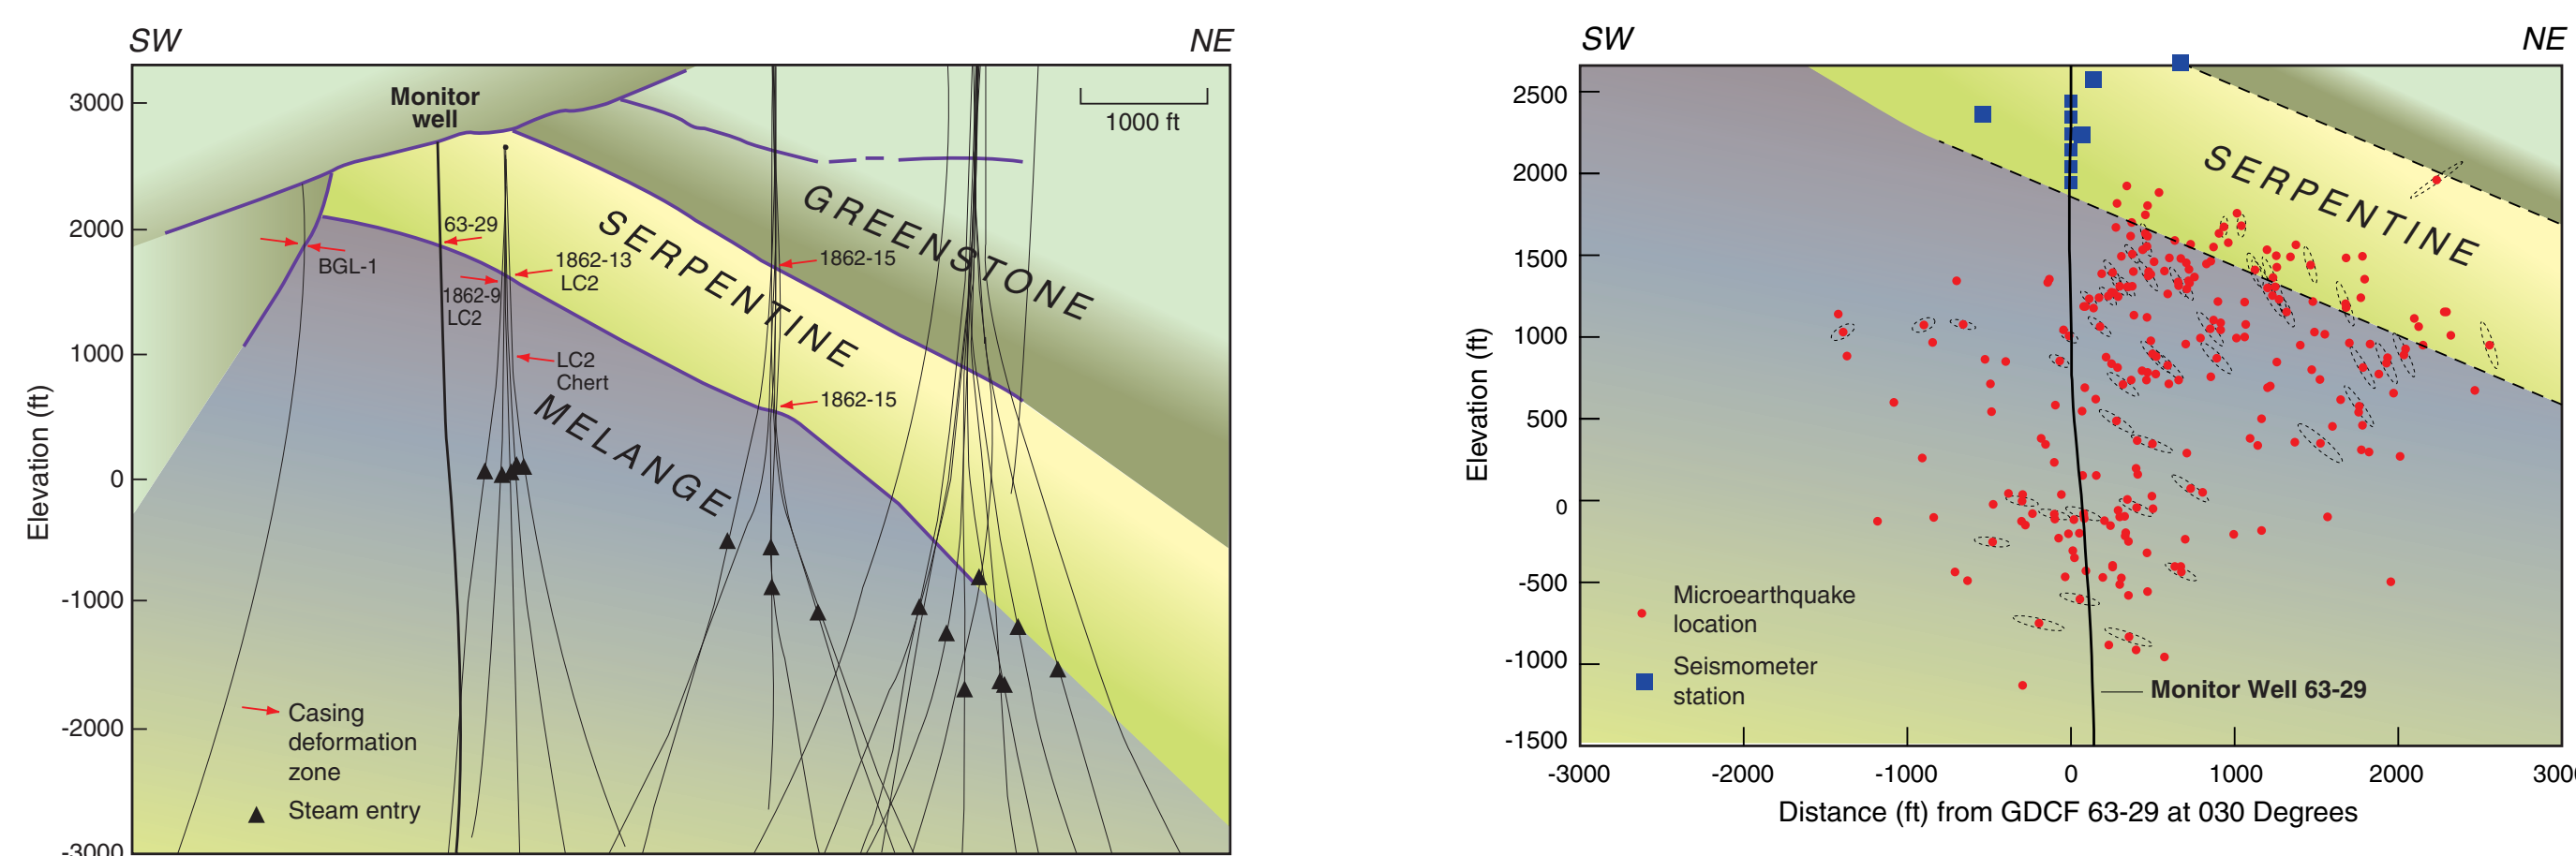 SW
NE
Monitor
well
1000 ft
3000
2000
1000
0
-1000
-2000
-3000
Elevation (ft)
63-29
BGL-1
1862-13
LC2
1862-9
LC2
LC2
Chert
1862-15
1862-15
GREENSTONE
SERPENTINE
MELANGE
Casing
deformation
zone
Steam entry
SW
NE
2500
2000
1500
1000
500
0
-500
-1000
-1500
Elevation (ft)
SERPENTINE
Microearthquake
location
Seismometer
station
Monitor Well 63-29
-3000
-2000
-1000
0
1000
2000
Distance (ft) from GDCF 63-29 at 030 Degrees